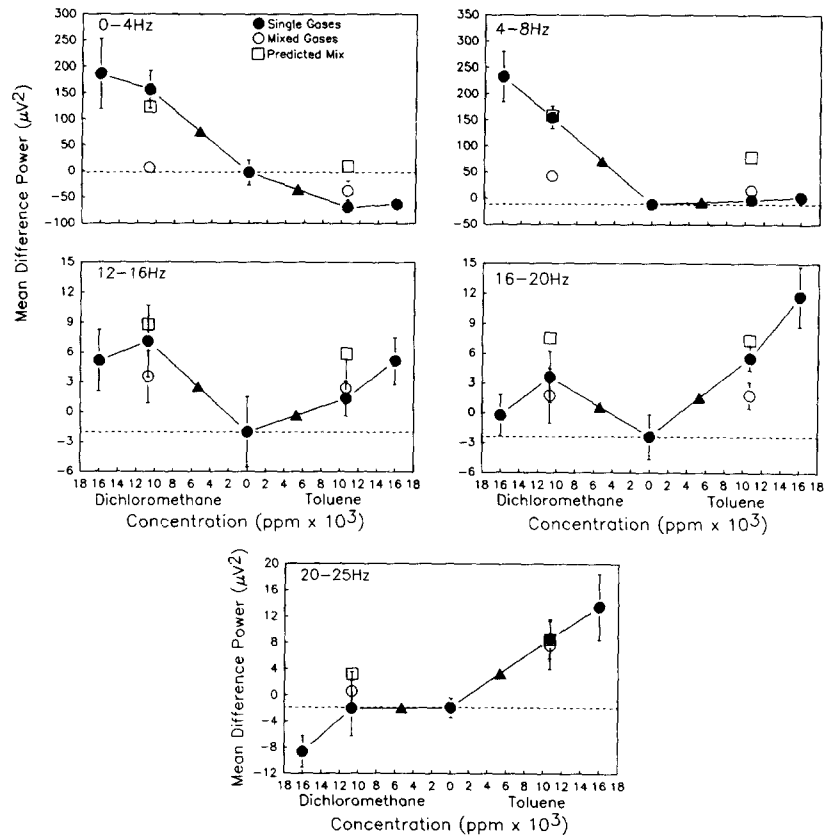 0-4Hz
● Single Gases
○ Mixed Gases
□ Predicted Mix
300
250
200
150
100
50
0
-50
-100
4-8Hz
350
300
250
200
150
100
50
0
-50
Mean Difference Power (μV²)
12-16Hz
15
12
9
6
3
0
-3
-6
18 16 14 12 10 8 6 4 2 0 2 4 6 8 10 12 14 16 18
Dichloromethane Toluene
Concentration (ppm x 10³)
16-20Hz
15
12
9
6
3
0
-3
-6
18 16 14 12 10 8 6 4 2 0 2 4 6 8 10 12 14 16 18
Dichloromethane Toluene
Concentration (ppm x 10³)
20-25Hz
Mean Difference Power (μV²)
20
16
12
8
4
0
-4
-8
-12
18 16 14 12 10 8 6 4 2 0 2 4 6 8 10 12 14 16 18
Dichloromethane Toluene
Concentration (ppm x 10³)